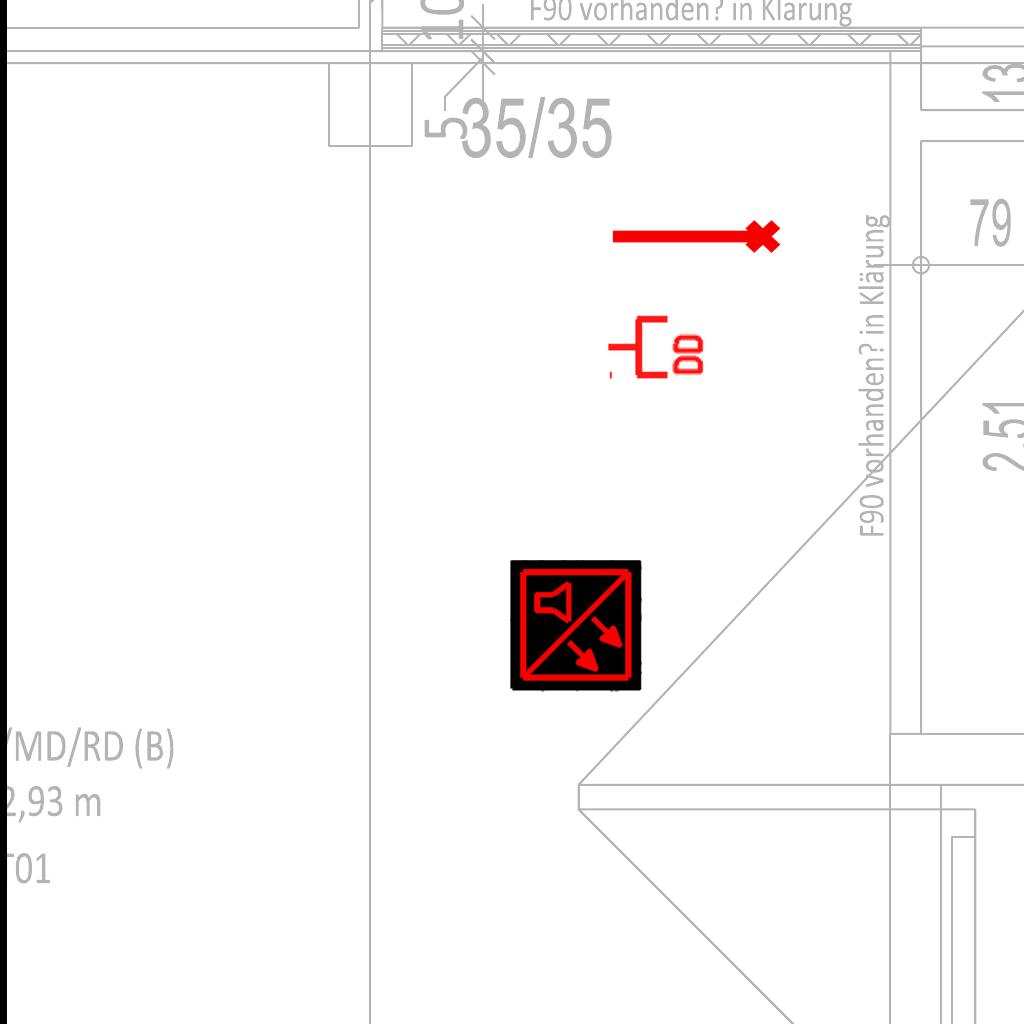 F90 vorhanden? in Klärung
10
5
35/35
13
79
F90 vorhanden? in Klärung
2,51
/MD/RD (B)
2,93 m
T01